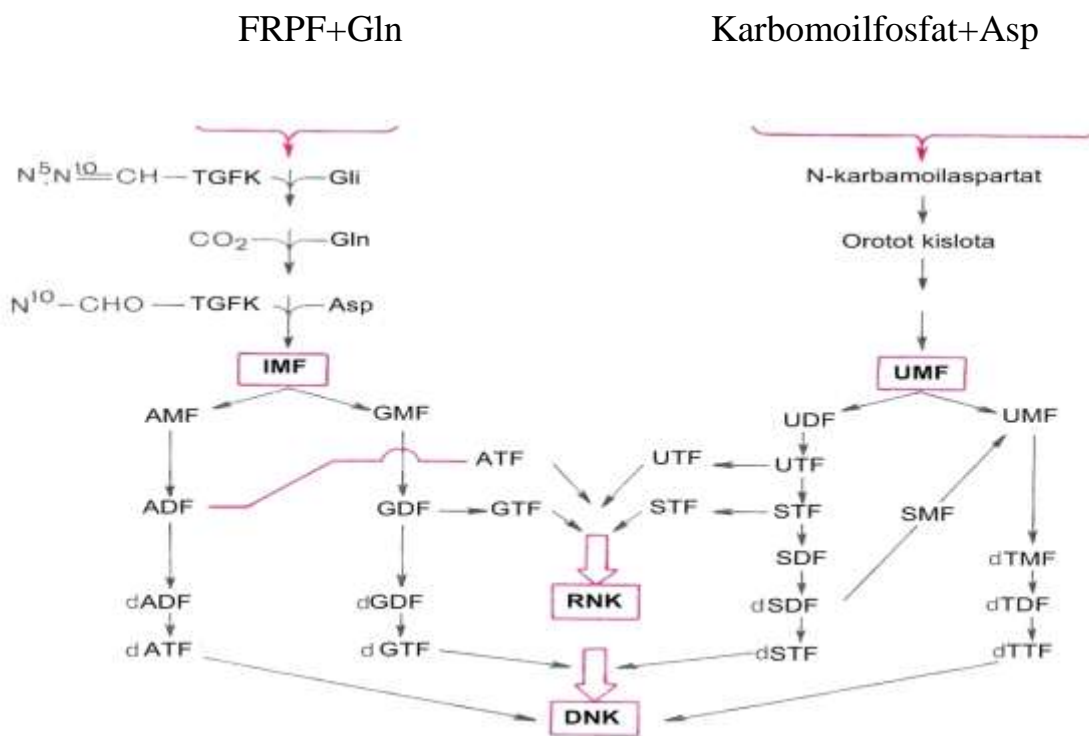 FRPF+Gln Karbomoilfosfat+Asp
N5,N10=CH—TGFK Gli N-karbamoilaspartat
CO2 Gln Orotot kislota
N10—CHO—TGFK Asp
IMF UMF
AMF GMF UDF UMF
ATF UTF UTF
ADF GDF GTF STF STF SMF
SDF dTMF
RNK
dADF dGDF dSDF dTDF
dATF dGTF dSTF dTTF
DNK